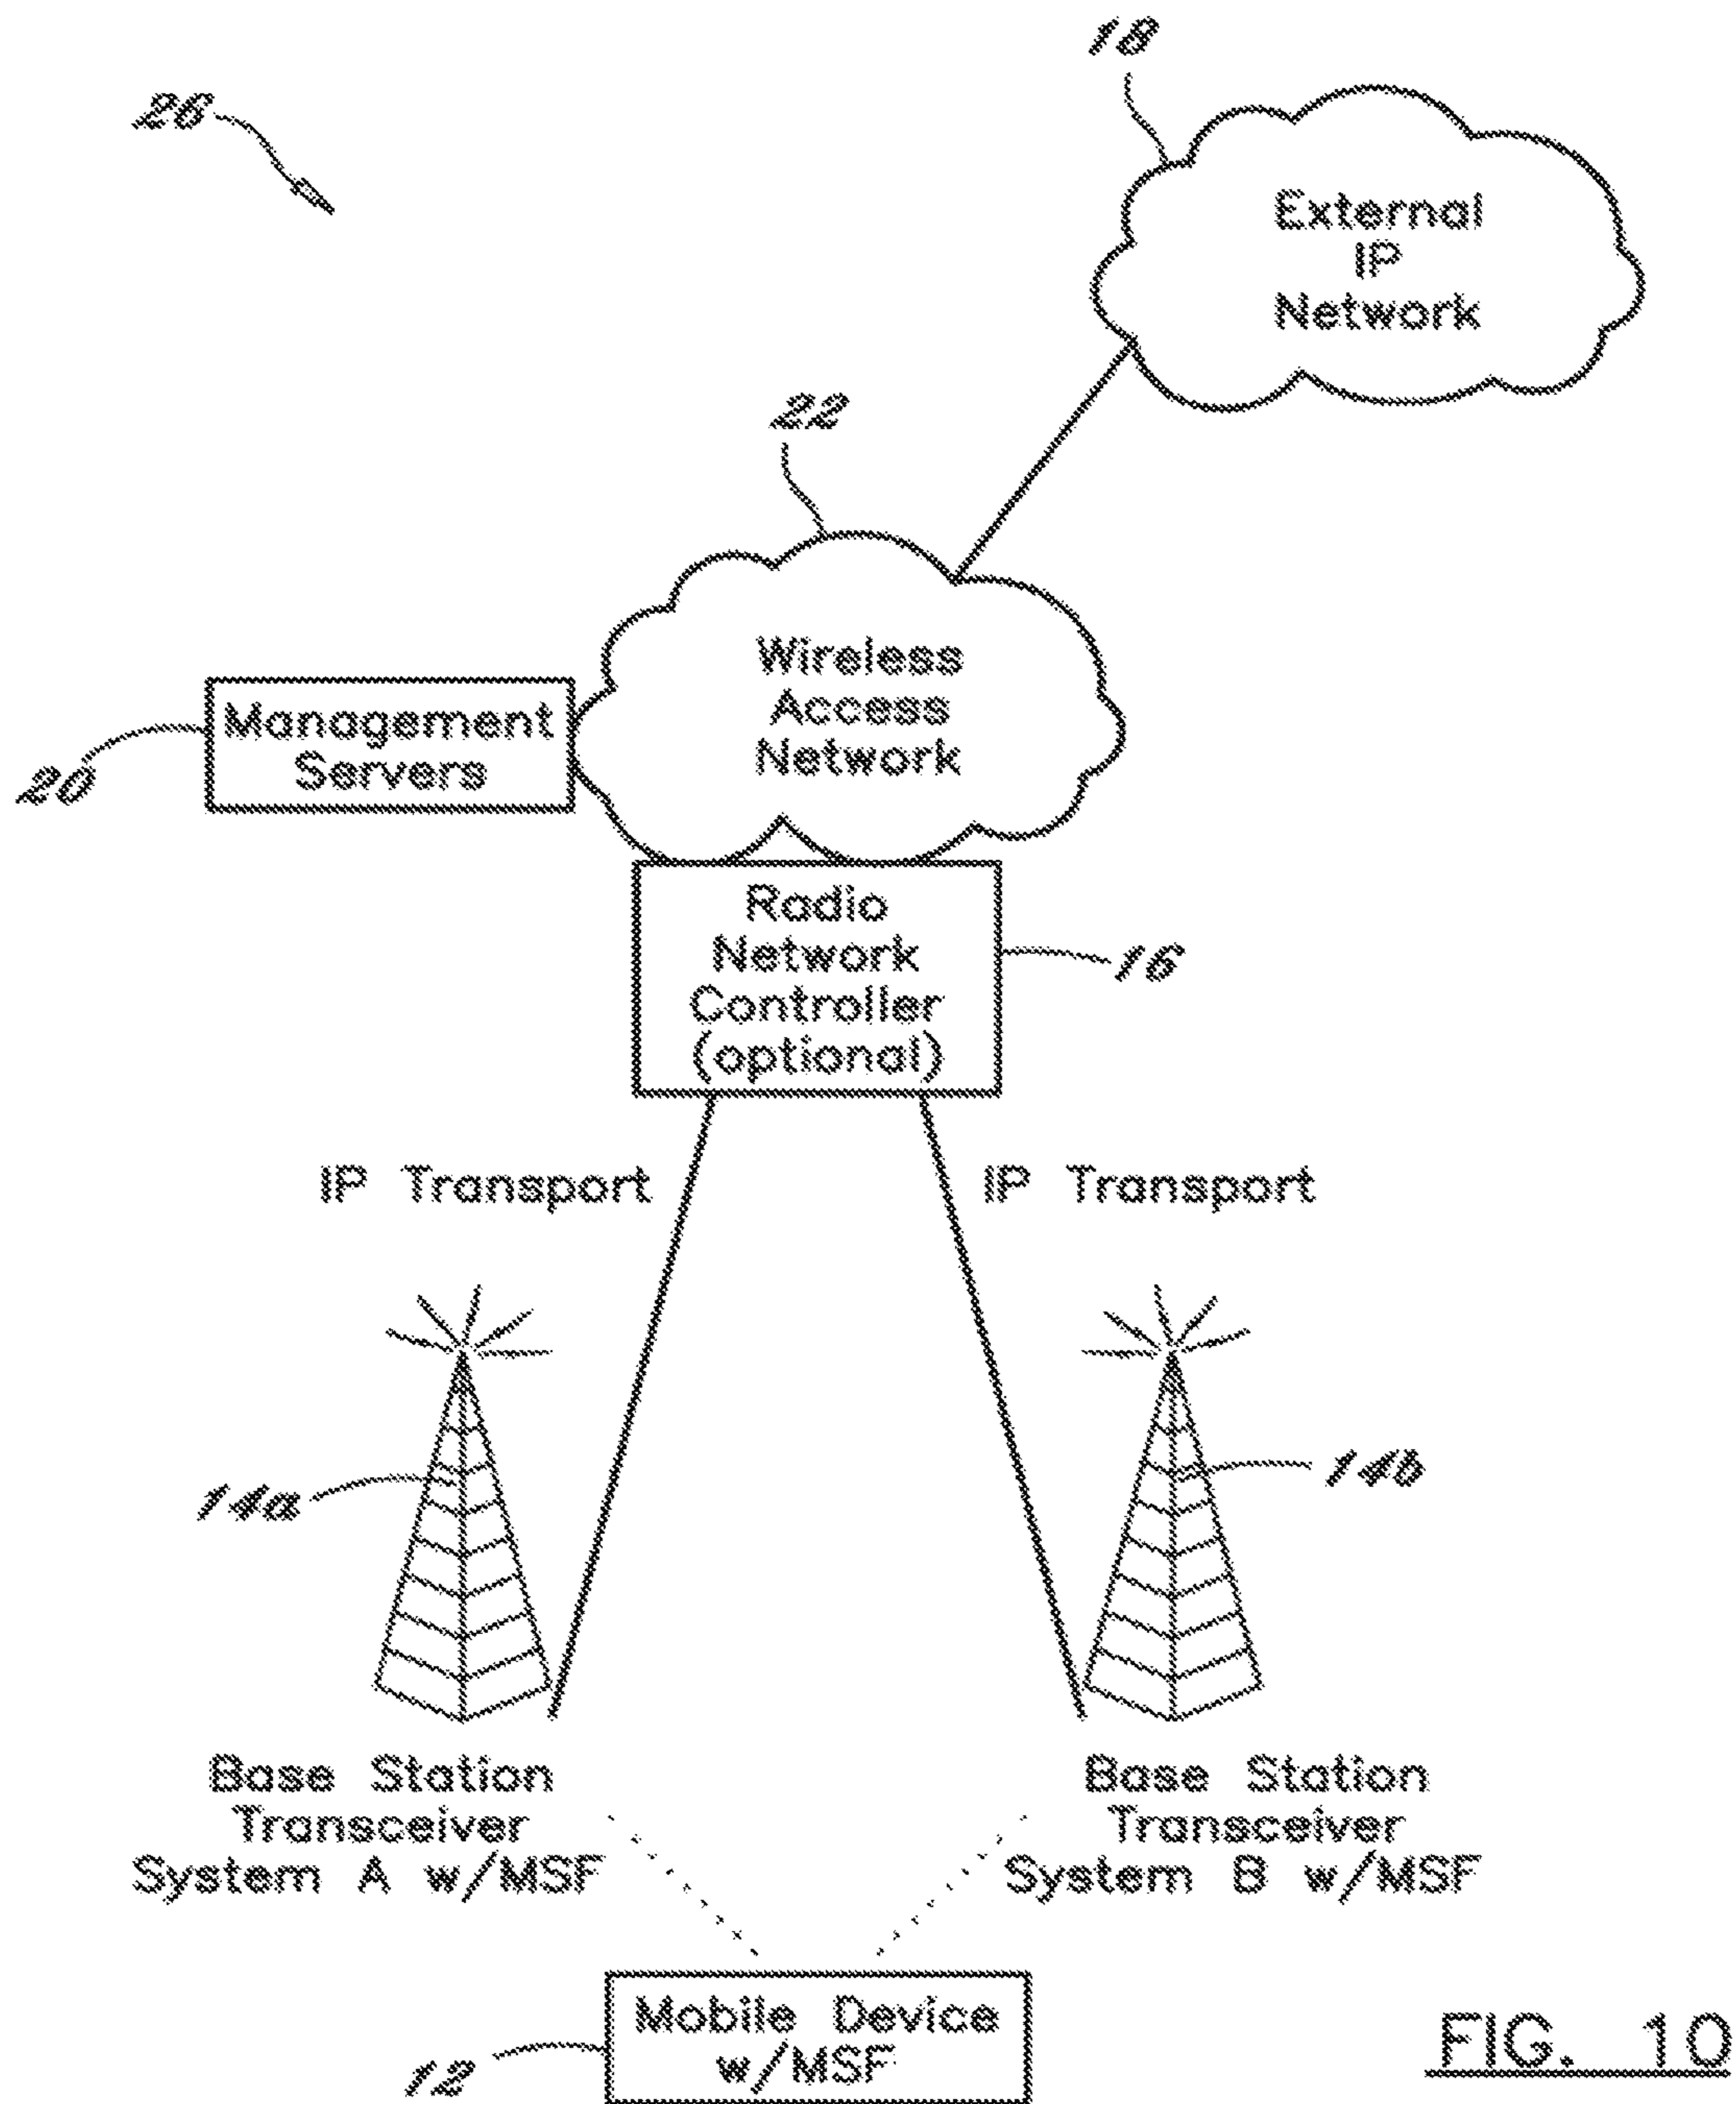 18
26
External
IP
Network
22
Wireless
Access
Network
Management
Servers
20
Radio
Network
Controller
(optional)
16
IP Transport
IP Transport
14a
14b
Base Station
Transceiver
System A w/MSF
Base Station
Transceiver
System B w/MSF
Mobile Device
w/MSF
12
FIG. 10